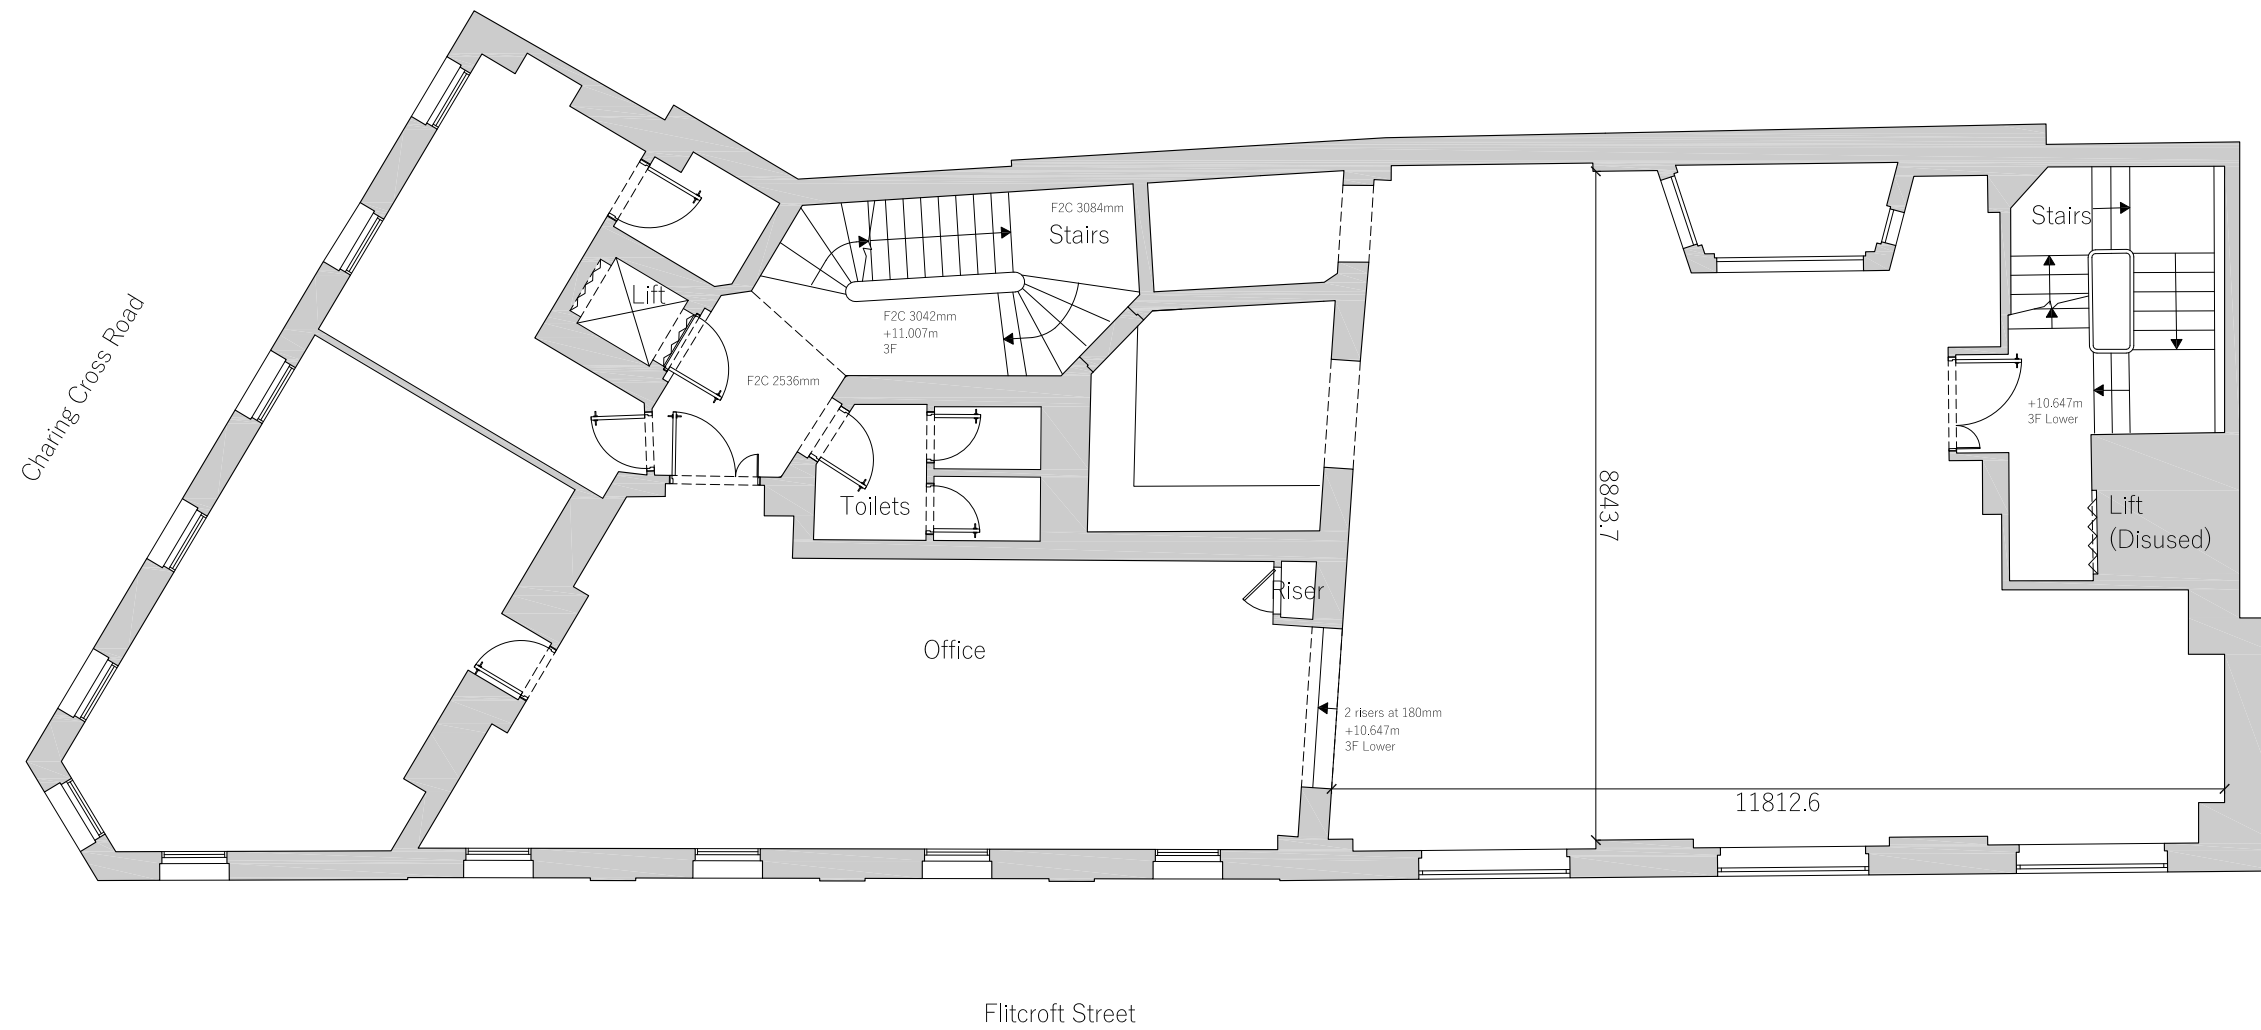 F2C 3084mm
Stairs
Stairs
Lift
F2C 3042mm
+11.007m
3F
Charing Cross Road
F2C 2536mm
+10.647m
3F Lower
8843.7
Toilets
Lift
(Disused)
Riser
Office
2 risers at 180mm
+10.647m
3F Lower
11812.6
Flitcroft Street